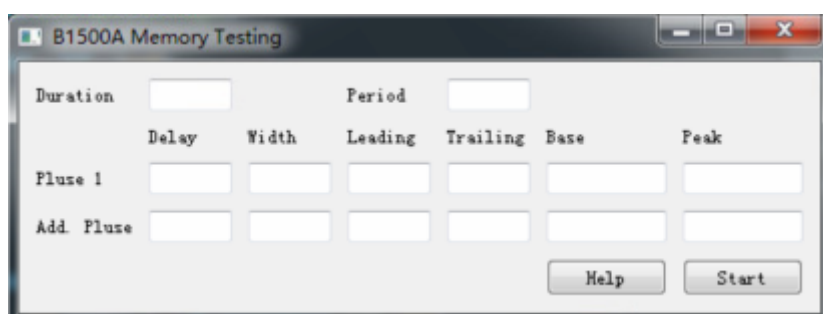 B1500A Memory Testing
Duration Period
Delay Width Leading Trailing Base Peak
Pluse 1
Add. Pluse
Help Start